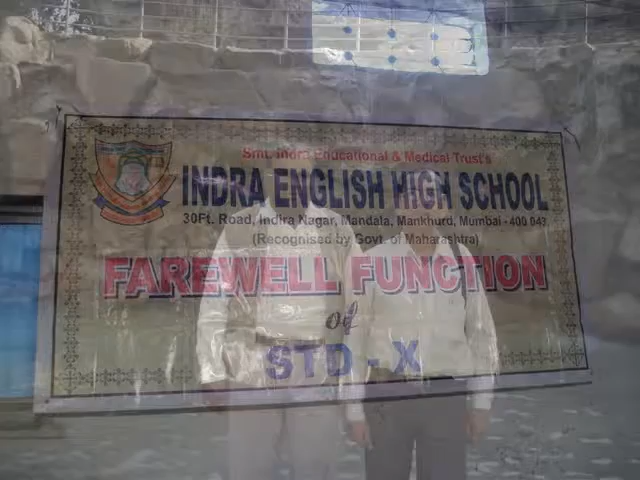 Smt. Indra Educational & Medical Trust's
INDRA ENGLISH HIGH SCHOOL
30Ft. Road, Indira Nagar, Mandala, Mankhurd, Mumbai - 400 043
(Recognised by Govt. of Maharashtra)
FAREWELL FUNCTION
of
STD - X